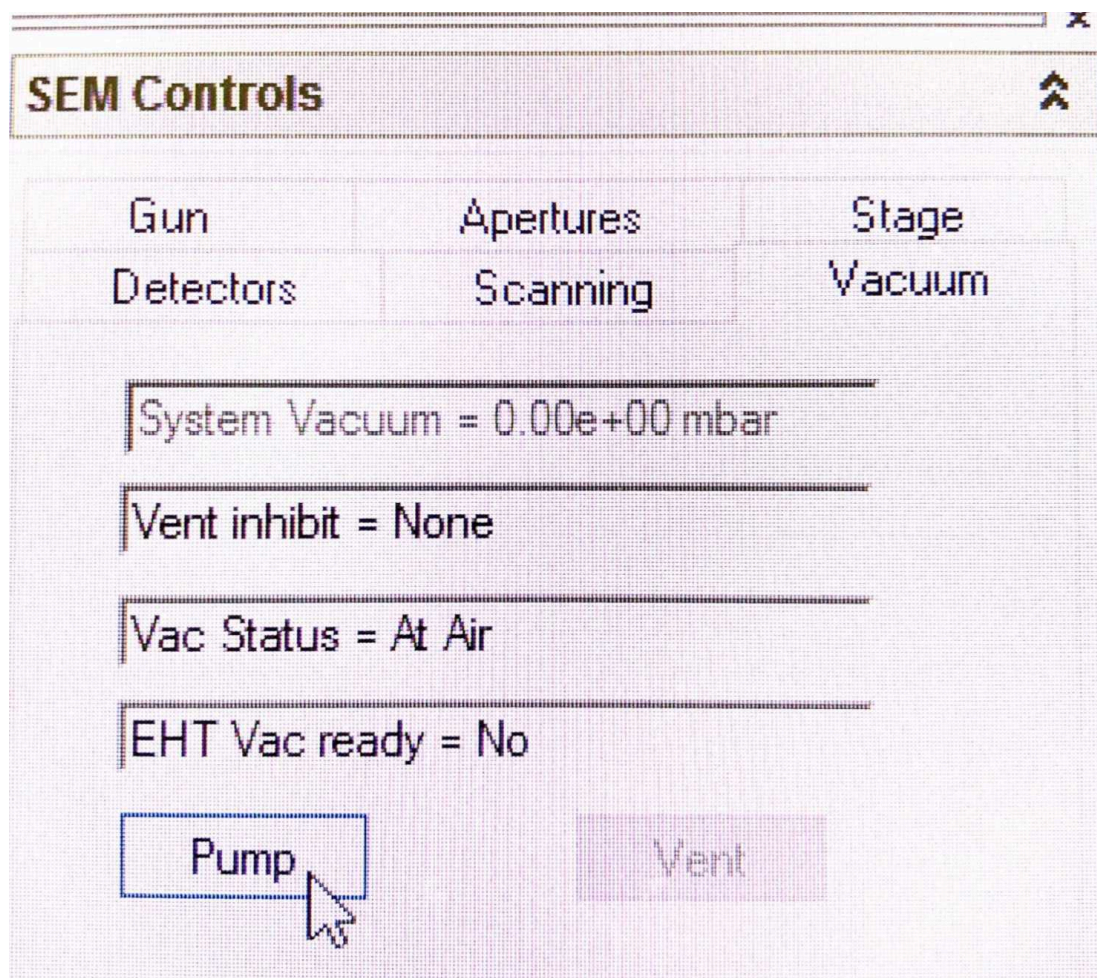 SEM Controls
Gun Apertures Stage
Detectors Scanning Vacuum
System Vacuum = 0.00e+00 mbar
Vent inhibit = None
Vac Status = At Air
EHT Vac ready = No
Pump Vent